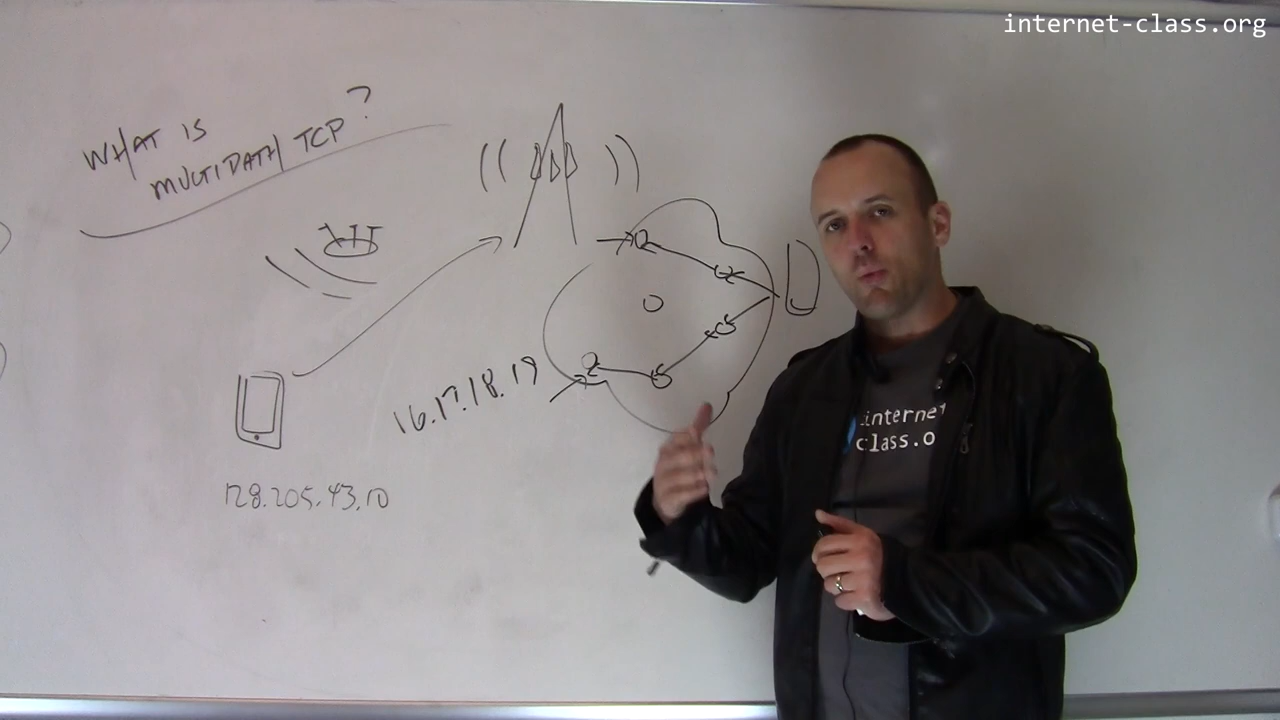 internet-class.org
WHAT IS
MULTIPATH TCP?
16.17.18.19
128.205.43.10
internet
class.o